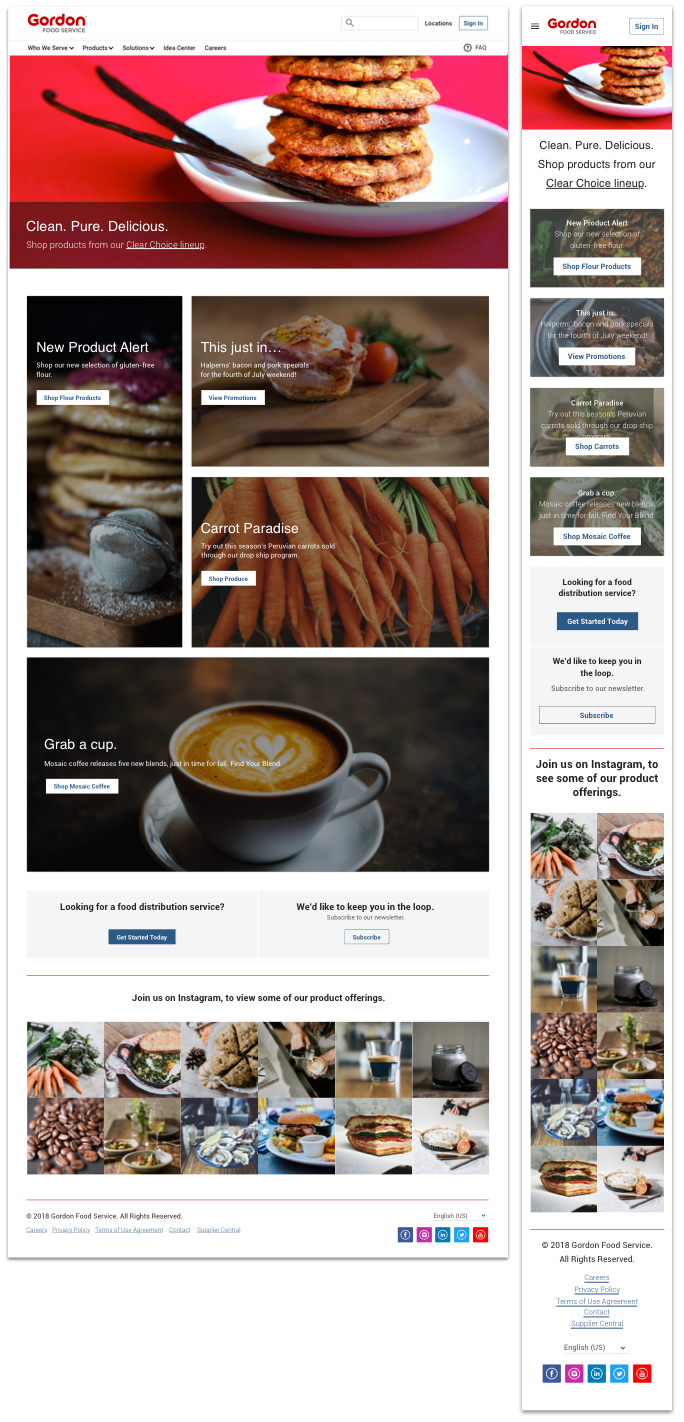 Gordon
FOOD SERVICE
Locations
Sign In
Who We Serve
Products
Solutions
Idea Center
Careers
FAQ
Clean. Pure. Delicious.
Shop products from our Clear Choice lineup.
New Product Alert
Shop our new selection of gluten-free
flour.
Shop Flour Products
This just in...
Halperns' bacon and pork specials
for the fourth of July weekend!
View Promotions
Carrot Paradise
Try out this season's Peruvian carrots sold
through our drop ship program.
Shop Produce
Grab a cup.
Mosaic coffee releases five new blends, just in time for fall. Find Your Blend.
Shop Mosaic Coffee
Looking for a food distribution service?
Get Started Today
We'd like to keep you in the loop.
Subscribe to our newsletter.
Subscribe
Join us on Instagram, to view some of our product offerings.
© 2018 Gordon Food Service. All Rights Reserved.
English (US)
Careers
Privacy Policy
Terms of Use Agreement
Contact
Supplier Central
Gordon
FOOD SERVICE
Sign In
Clean. Pure. Delicious.
Shop products from our
Clear Choice lineup.
New Product Alert
Shop our new selection of
gluten-free flour.
Shop Flour Products
This just in...
Halperns' bacon and pork specials
for the fourth of July weekend!
View Promotions
Carrot Paradise
Try out this season's Peruvian
carrots sold through our drop ship
Shop Carrots
Grab a cup.
Mosaic coffee releases new blends,
just in time for fall. Find Your Blend.
Shop Mosaic Coffee
Looking for a food
distribution service?
Get Started Today
We'd like to keep you in
the loop.
Subscribe to our newsletter.
Subscribe
Join us on Instagram, to
see some of our product
offerings.
© 2018 Gordon Food Service.
All Rights Reserved.
Careers
Privacy Policy
Terms of Use Agreement
Contact
Supplier Central
English (US)